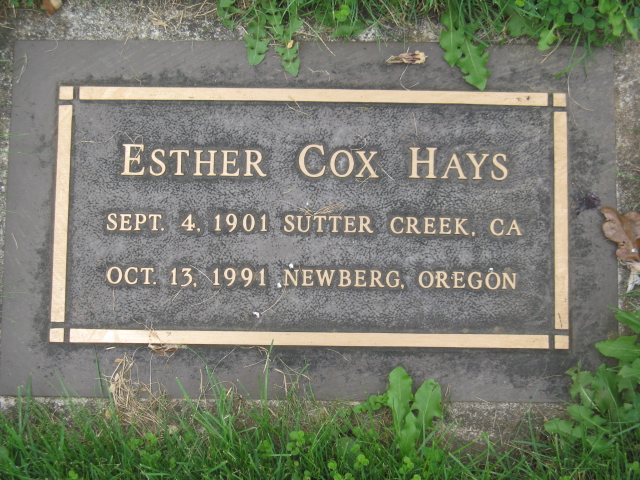 ESTHER COX HAYS
SEPT. 4, 1901 SUTTER CREEK, CA
OCT. 13, 1991 NEWBERG, OREGON